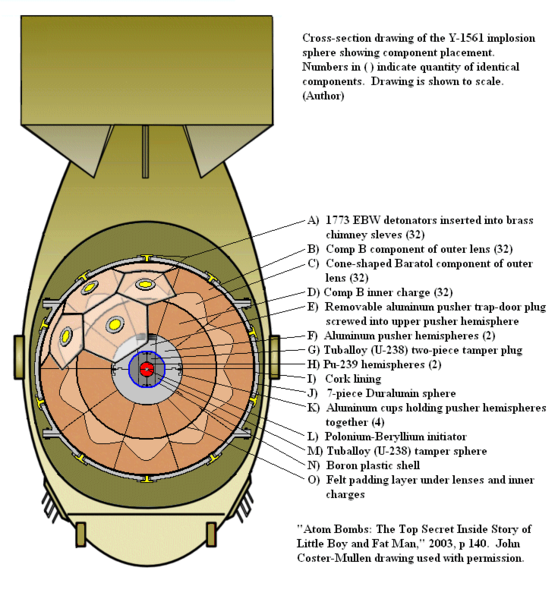 Cross-section drawing of the Y-1561 implosion
sphere showing component placement.
Numbers in ( ) indicate quantity of identical
components. Drawing is shown to scale.
(Author)
A) 1773 EBW detonators inserted into brass
chimney sleves (32)
B) Comp B component of outer lens (32)
C) Cone-shaped Baratol component of outer
lens (32)
D) Comp B inner charge (32)
E) Removable aluminum pusher trap-door plug
screwed into upper pusher hemisphere
F) Aluminum pusher hemispheres (2)
G) Tuballoy (U-238) two-piece tamper plug
H) Pu-239 hemispheres (2)
I) Cork lining
J) 7-piece Duralumin sphere
K) Aluminum cups holding pusher hemispheres
together (4)
L) Polonium-Beryllium initiator
M) Tuballoy (U-238) tamper sphere
N) Boron plastic shell
O) Felt padding layer under lenses and inner
charges
"Atom Bombs: The Top Secret Inside Story of
Little Boy and Fat Man," 2003, p 140. John
Coster-Mullen drawing used with permission.